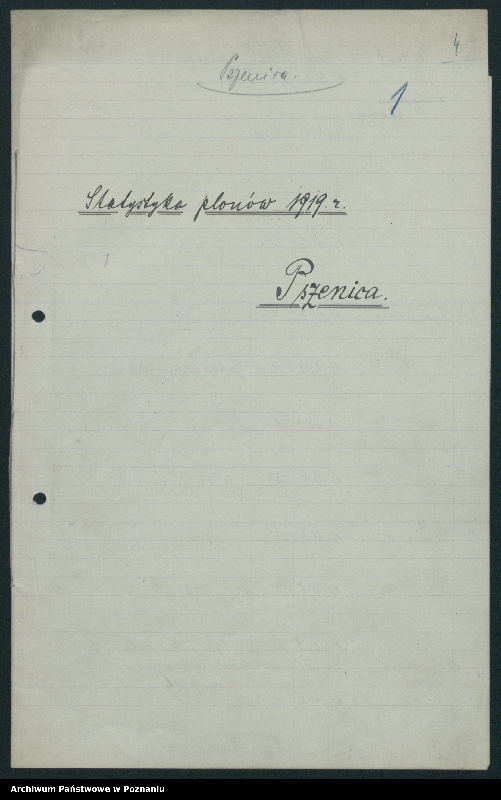 4
Pszenica.
1
Statystyka plonów 1919. r.
Pszenica.
Archiwum Państwowe w Poznaniu